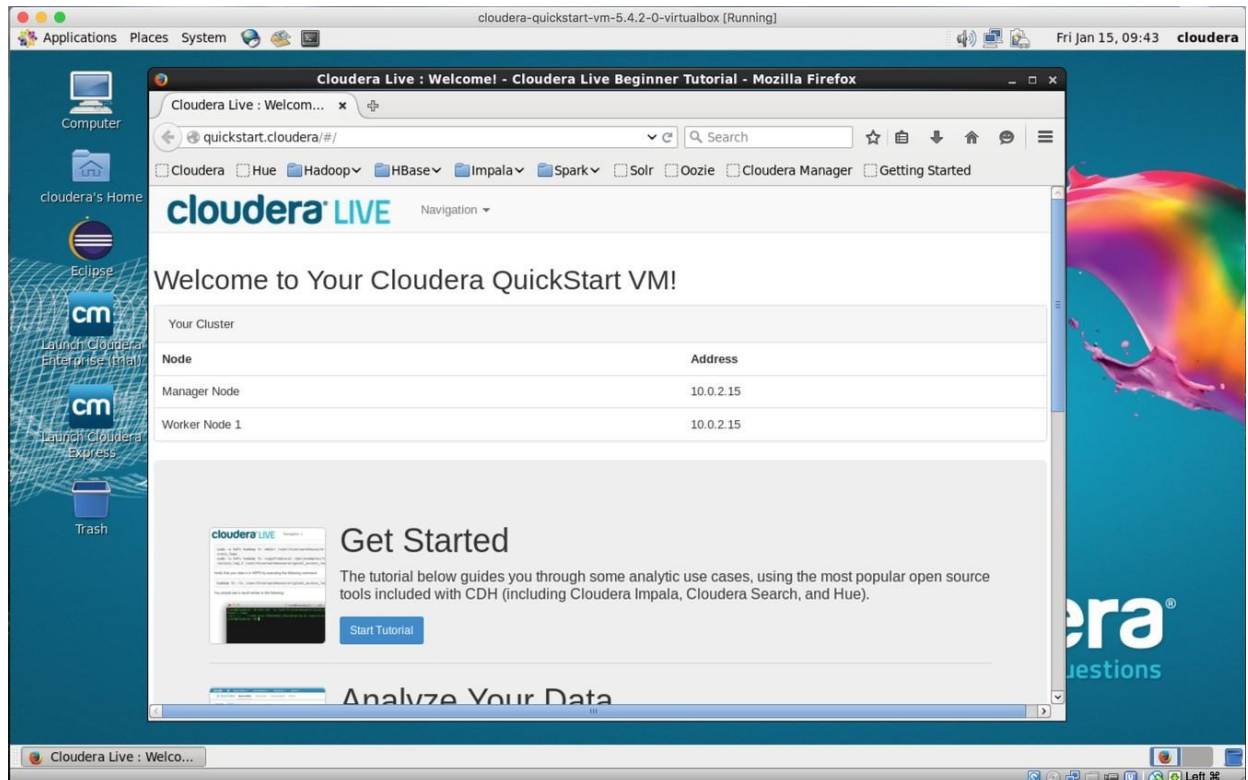 cloudera-quickstart-vm-5.4.2-0-virtualbox [Running]
Applications Places System Fri Jan 15, 09:43 cloudera
Cloudera Live : Welcome! - Cloudera Live Beginner Tutorial - Mozilla Firefox
Cloudera Live : Welcom...
quickstart.cloudera/#/ Search
Cloudera Hue Hadoop HBase Impala Spark Solr Oozie Cloudera Manager Getting Started
Computer
cloudera's Home
Eclipse
cm
Launch Cloudera
Enterprise (trial)
cm
Launch Cloudera
Express
Trash
cloudera LIVE Navigation
Welcome to Your Cloudera QuickStart VM!
Your Cluster
Node Address
Manager Node 10.0.2.15
Worker Node 1 10.0.2.15
cloudera LIVE
Get Started
The tutorial below guides you through some analytic use cases, using the most popular open source
tools included with CDH (including Cloudera Impala, Cloudera Search, and Hue).
Start Tutorial
Analyze Your Data
era®
uestions
Cloudera Live : Welco...
Left ⌘